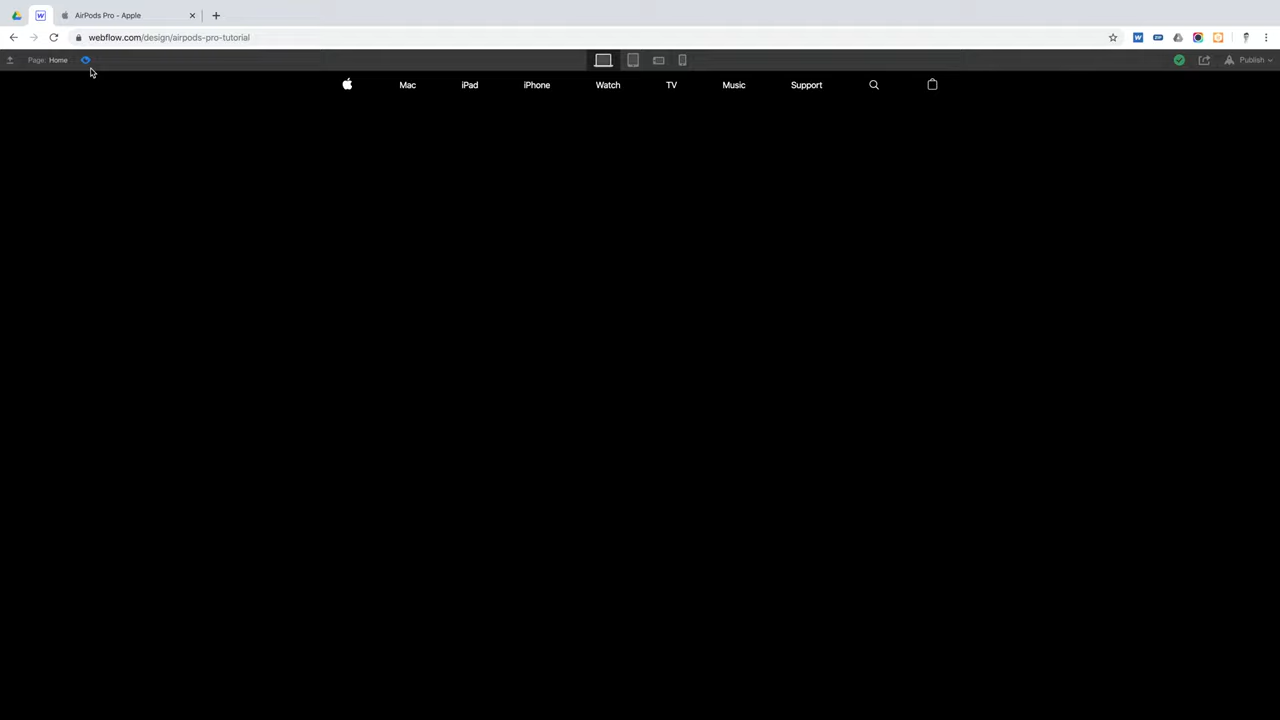 AirPods Pro - Apple
webflow.com/design/airpods-pro-tutorial
Page: Home
Publish
Mac iPad iPhone Watch TV Music Support